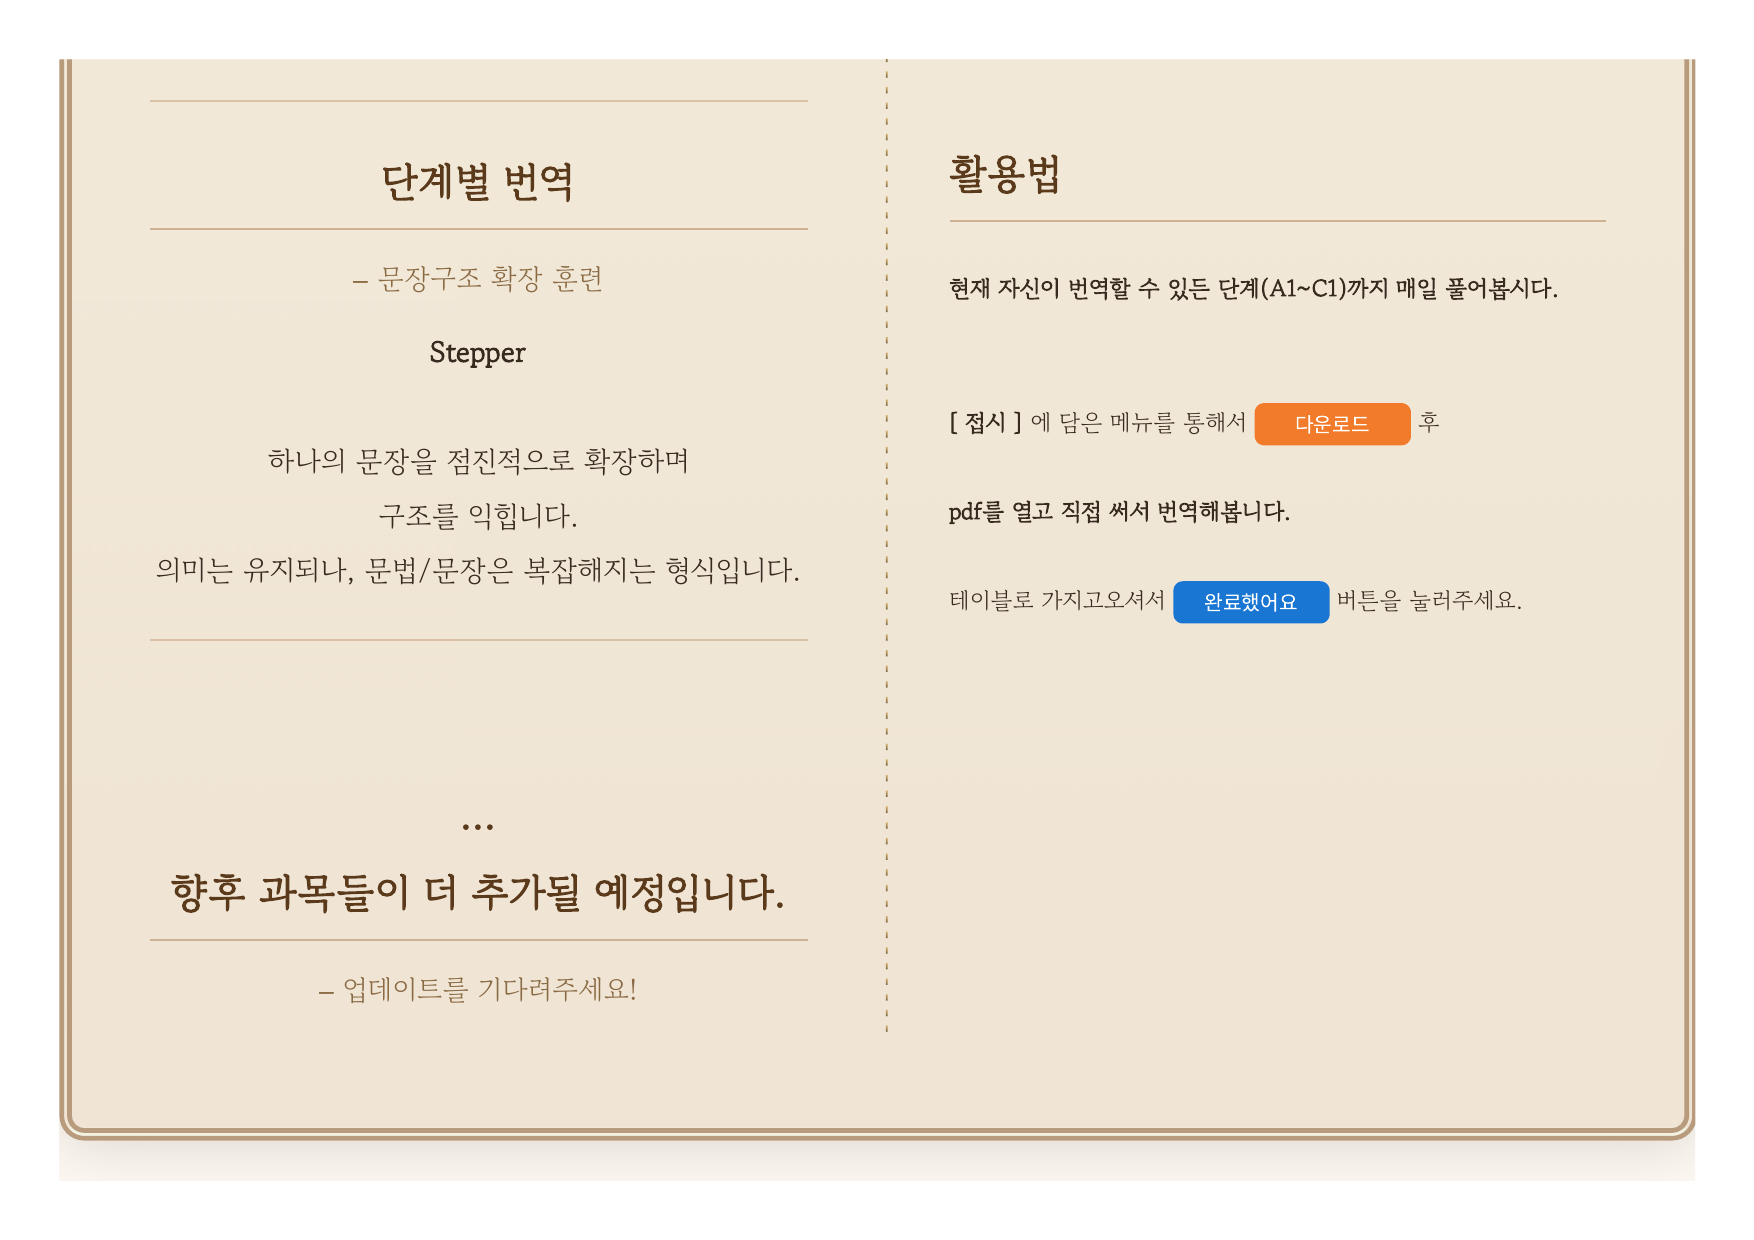 단계별 번역
– 문장구조 확장 훈련
Stepper
하나의 문장을 점진적으로 확장하며
구조를 익힙니다.
의미는 유지되나, 문법/문장은 복잡해지는 형식입니다.
...
향후 과목들이 더 추가될 예정입니다.
– 업데이트를 기다려주세요!
활용법
현재 자신이 번역할 수 있든 단계(A1~C1)까지 매일 풀어봅시다.
[ 접시 ] 에 담은 메뉴를 통해서 다운로드 후
pdf를 열고 직접 써서 번역해봅니다.
테이블로 가지고오셔서 완료했어요 버튼을 눌러주세요.